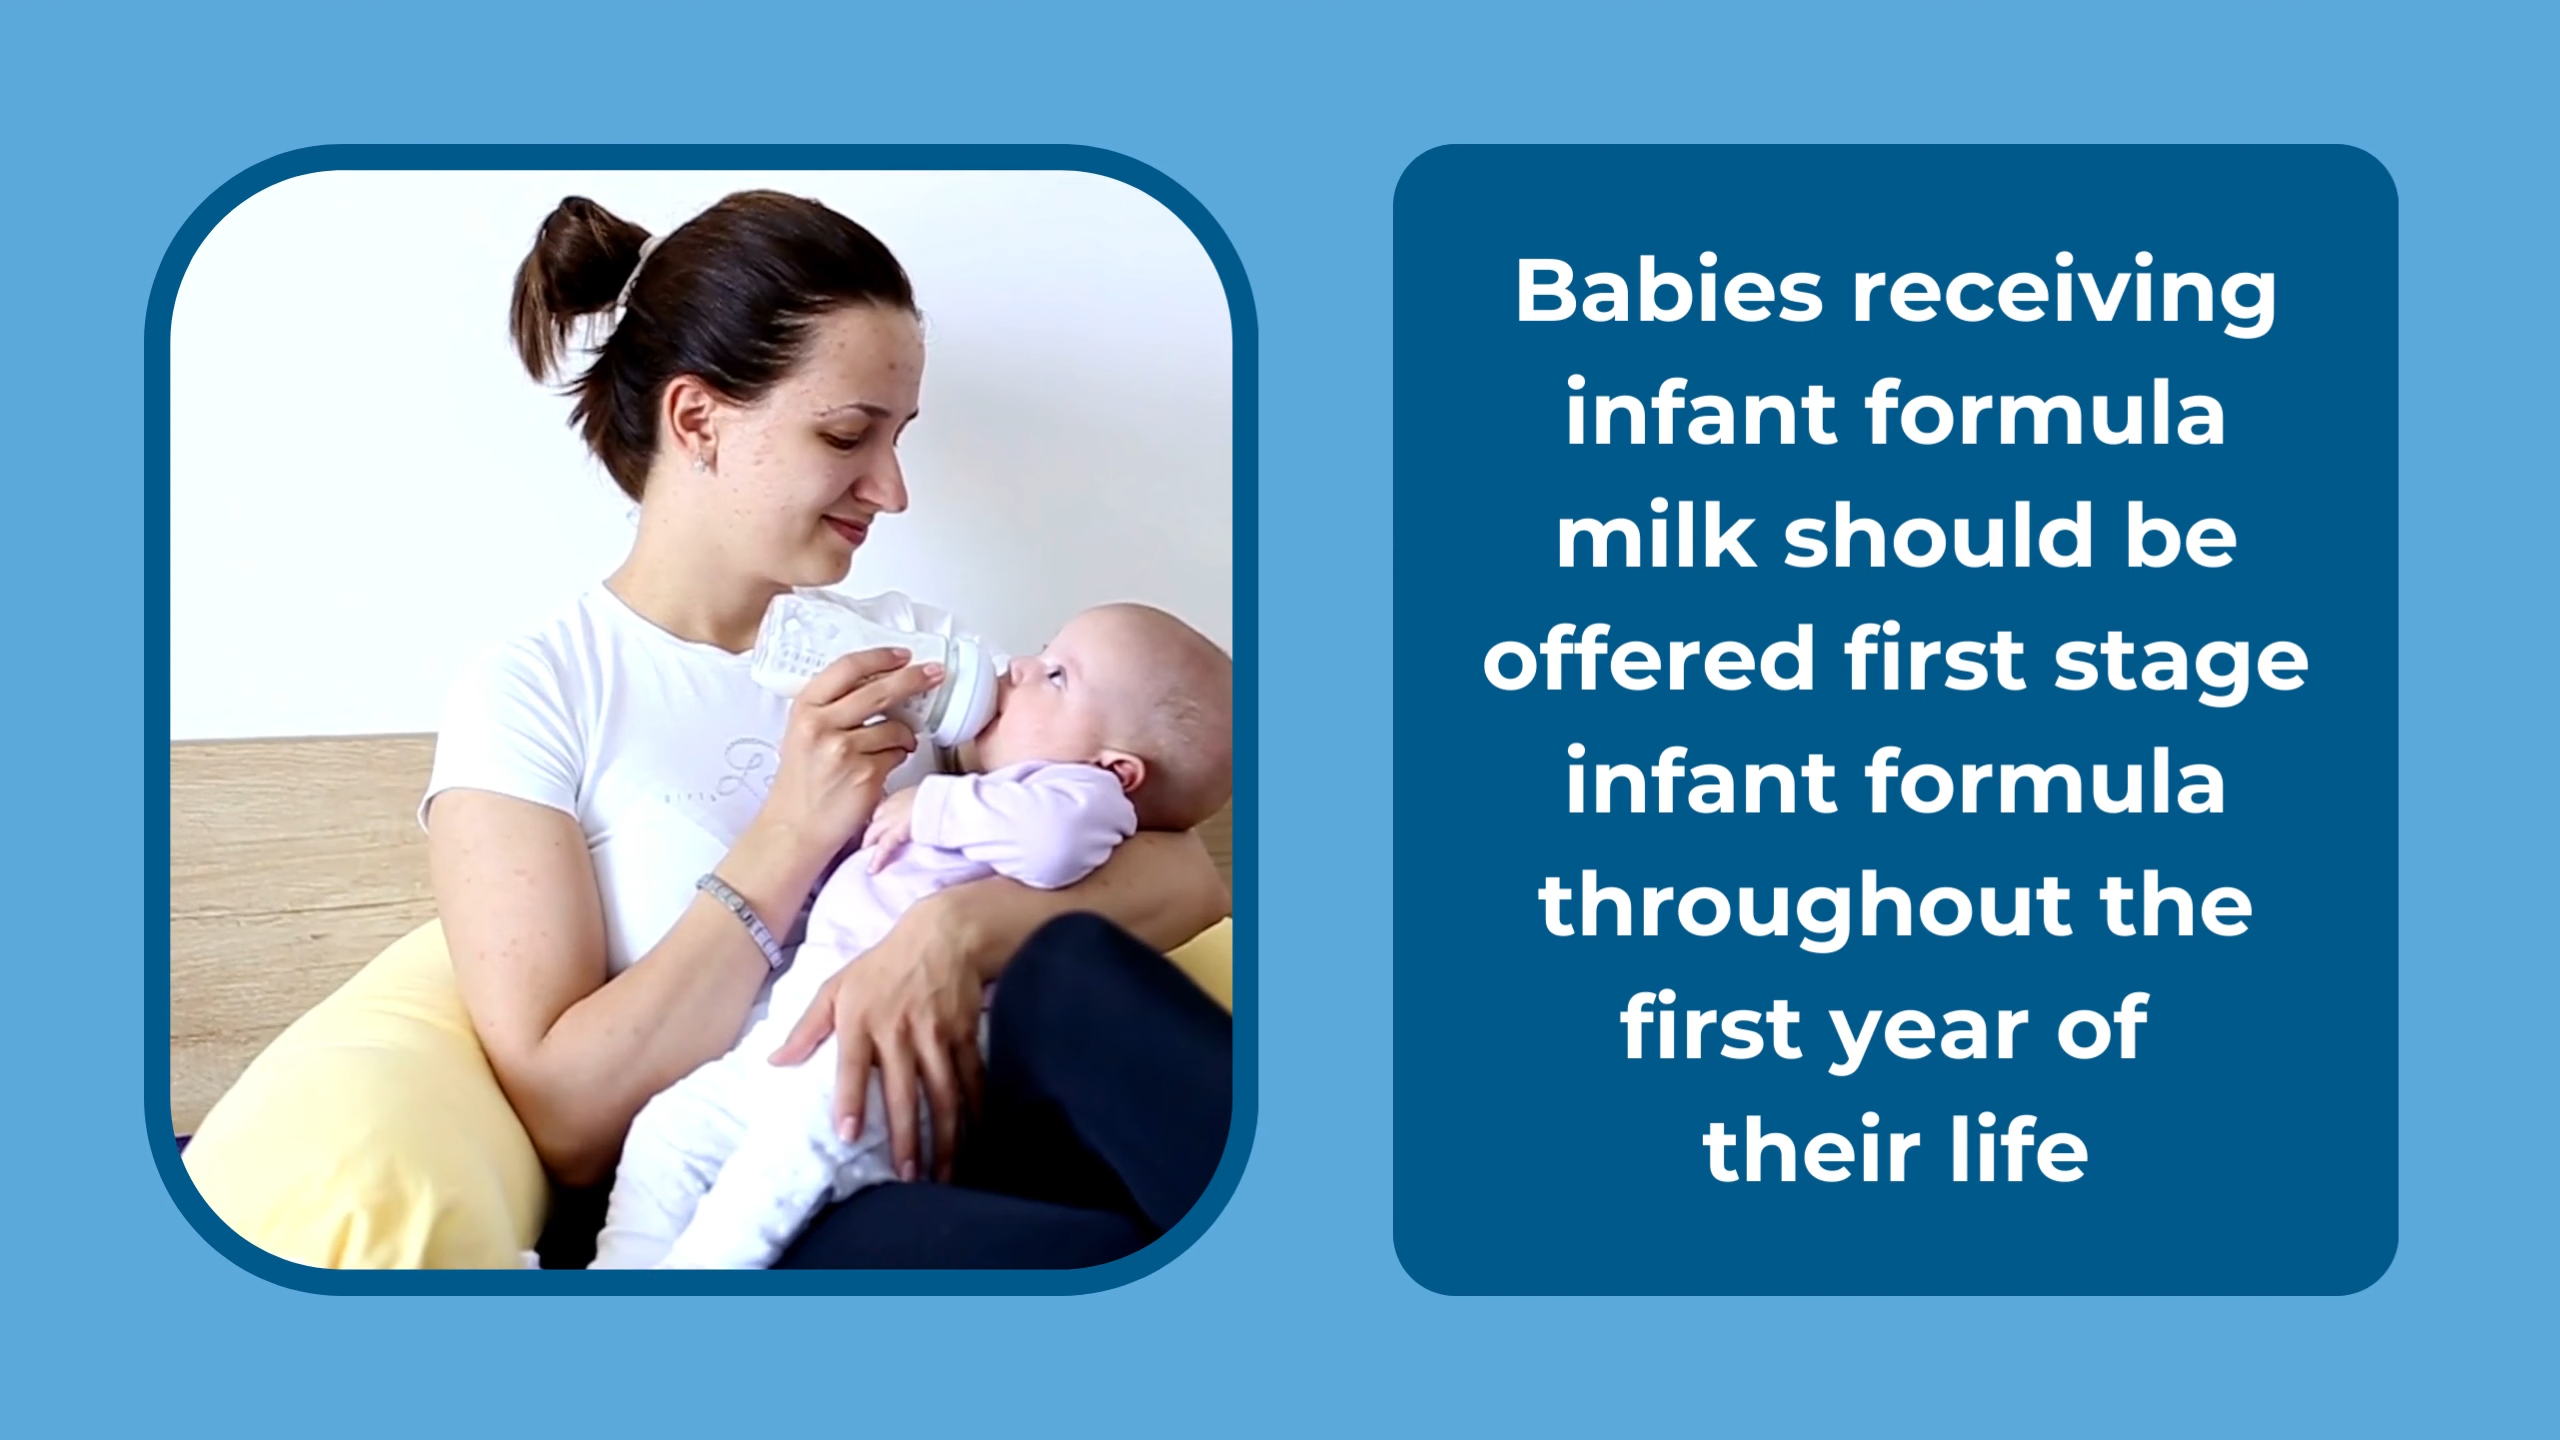 Babies receiving
infant formula
milk should be
offered first stage
infant formula
throughout the
first year of
their life